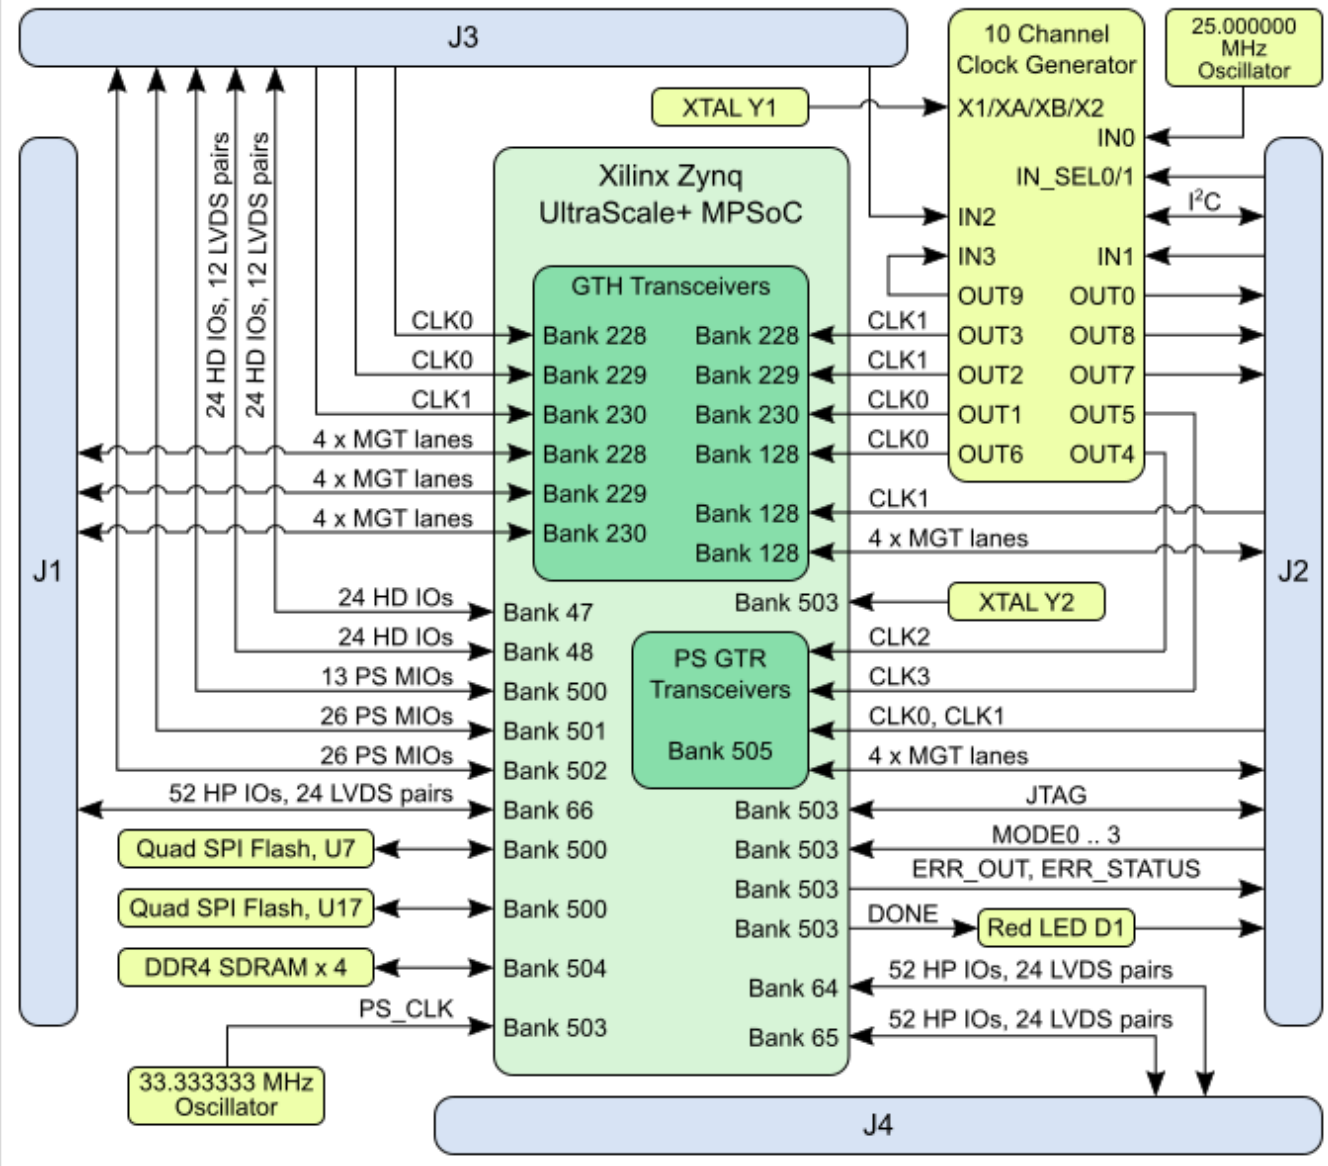 J3
10 Channel
Clock Generator
25.000000
MHz
Oscillator
XTAL Y1
X1/XA/XB/X2
IN0
IN_SEL0/1
I²C
IN2
IN3
IN1
OUT9
OUT0
OUT3
OUT8
OUT2
OUT7
OUT1
OUT5
OUT6
OUT4
24 HD IOs, 12 LVDS pairs
24 HD IOs, 12 LVDS pairs
Xilinx Zynq
UltraScale+ MPSoC
GTH Transceivers
CLK0
Bank 228
Bank 228
CLK1
CLK0
Bank 229
Bank 229
CLK1
CLK1
Bank 230
Bank 230
CLK0
4 x MGT lanes
Bank 228
Bank 128
CLK0
4 x MGT lanes
Bank 229
Bank 128
CLK1
4 x MGT lanes
Bank 230
Bank 128
4 x MGT lanes
J1
J2
24 HD IOs
Bank 47
Bank 503
XTAL Y2
24 HD IOs
Bank 48
PS GTR
Transceivers
Bank 505
CLK2
13 PS MIOs
Bank 500
CLK3
26 PS MIOs
Bank 501
CLK0, CLK1
26 PS MIOs
Bank 502
4 x MGT lanes
52 HP IOs, 24 LVDS pairs
Bank 66
Bank 503
JTAG
Quad SPI Flash, U7
Bank 500
Bank 503
MODE0 .. 3
Bank 503
ERR_OUT, ERR_STATUS
Quad SPI Flash, U17
Bank 500
Bank 503
DONE
Red LED D1
DDR4 SDRAM x 4
Bank 504
Bank 64
52 HP IOs, 24 LVDS pairs
PS_CLK
Bank 503
Bank 65
52 HP IOs, 24 LVDS pairs
33.333333 MHz
Oscillator
J4